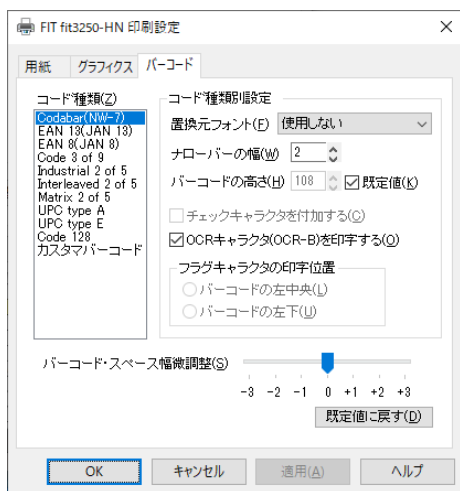 FIT fit3250-HN 印刷設定
用紙 グラフィクス バーコード
コード種類(Z)
Codabar(NW-7)
EAN 13(JAN 13)
EAN 8(JAN 8)
Code 3 of 9
Industrial 2 of 5
Interleaved 2 of 5
Matrix 2 of 5
UPC type A
UPC type E
Code 128
カスタマバーコード
コード種類別設定
置換元フォント(F) 使用しない
ナローバーの幅(W) 2
バーコードの高さ(H) 108 既定値(K)
チェックキャラクタを付加する(C)
OCRキャラクタ(OCR-B)を印字する(O)
フラグキャラクタの印字位置
バーコードの左中央(L)
バーコードの左下(U)
バーコード・スペース幅微調整(S)
-3 -2 -1 0 +1 +2 +3
既定値に戻す(D)
OK キャンセル 適用(A) ヘルプ